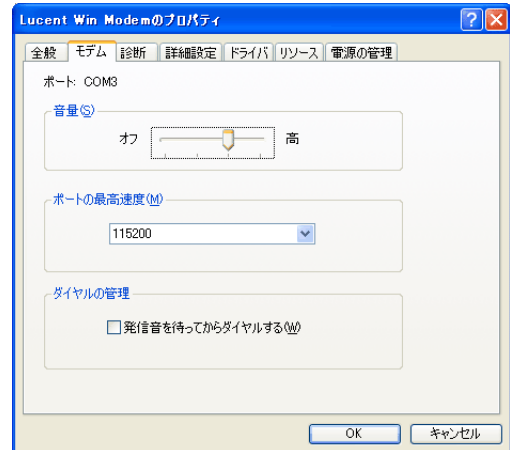 Lucent Win Modemのプロパティ
全般 モデム 診断 詳細設定 ドライバ リソース 電源の管理
ポート: COM3
音量(S)
オフ 高
ポートの最高速度(M)
115200
ダイヤルの管理
発信音を待ってからダイヤルする(W)
OK キャンセル